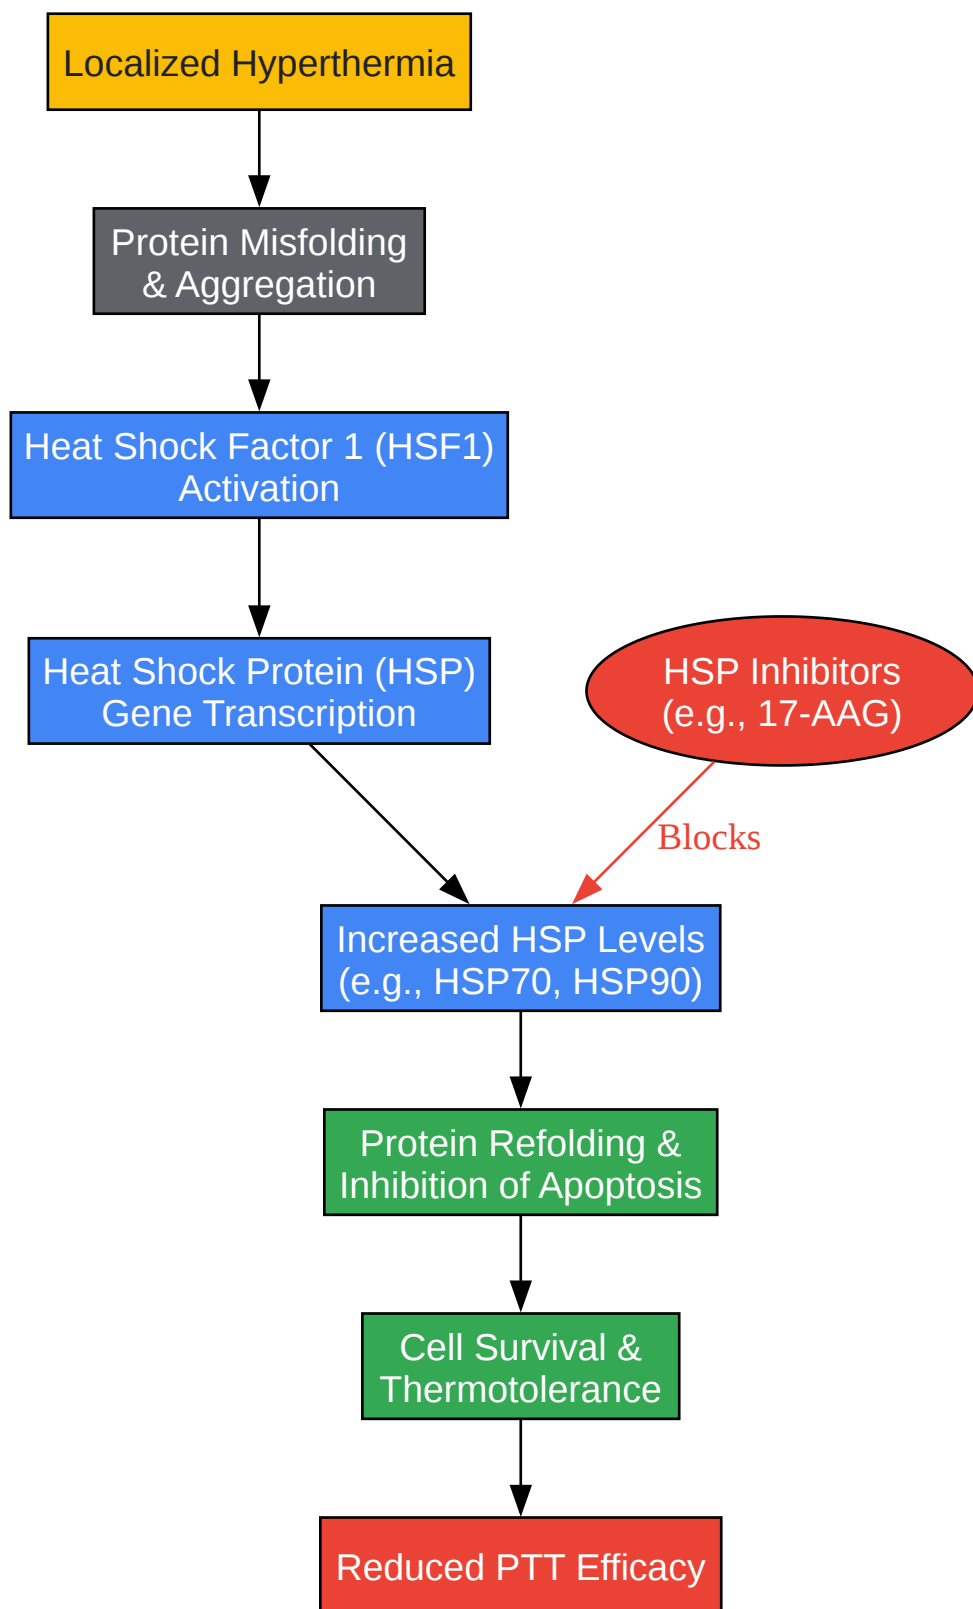 Localized Hyperthermia
Protein Misfolding
& Aggregation
Heat Shock Factor 1 (HSF1)
Activation
Heat Shock Protein (HSP)
Gene Transcription
HSP Inhibitors
(e.g., 17-AAG)
Blocks
Increased HSP Levels
(e.g., HSP70, HSP90)
Protein Refolding &
Inhibition of Apoptosis
Cell Survival &
Thermotolerance
Reduced PTT Efficacy